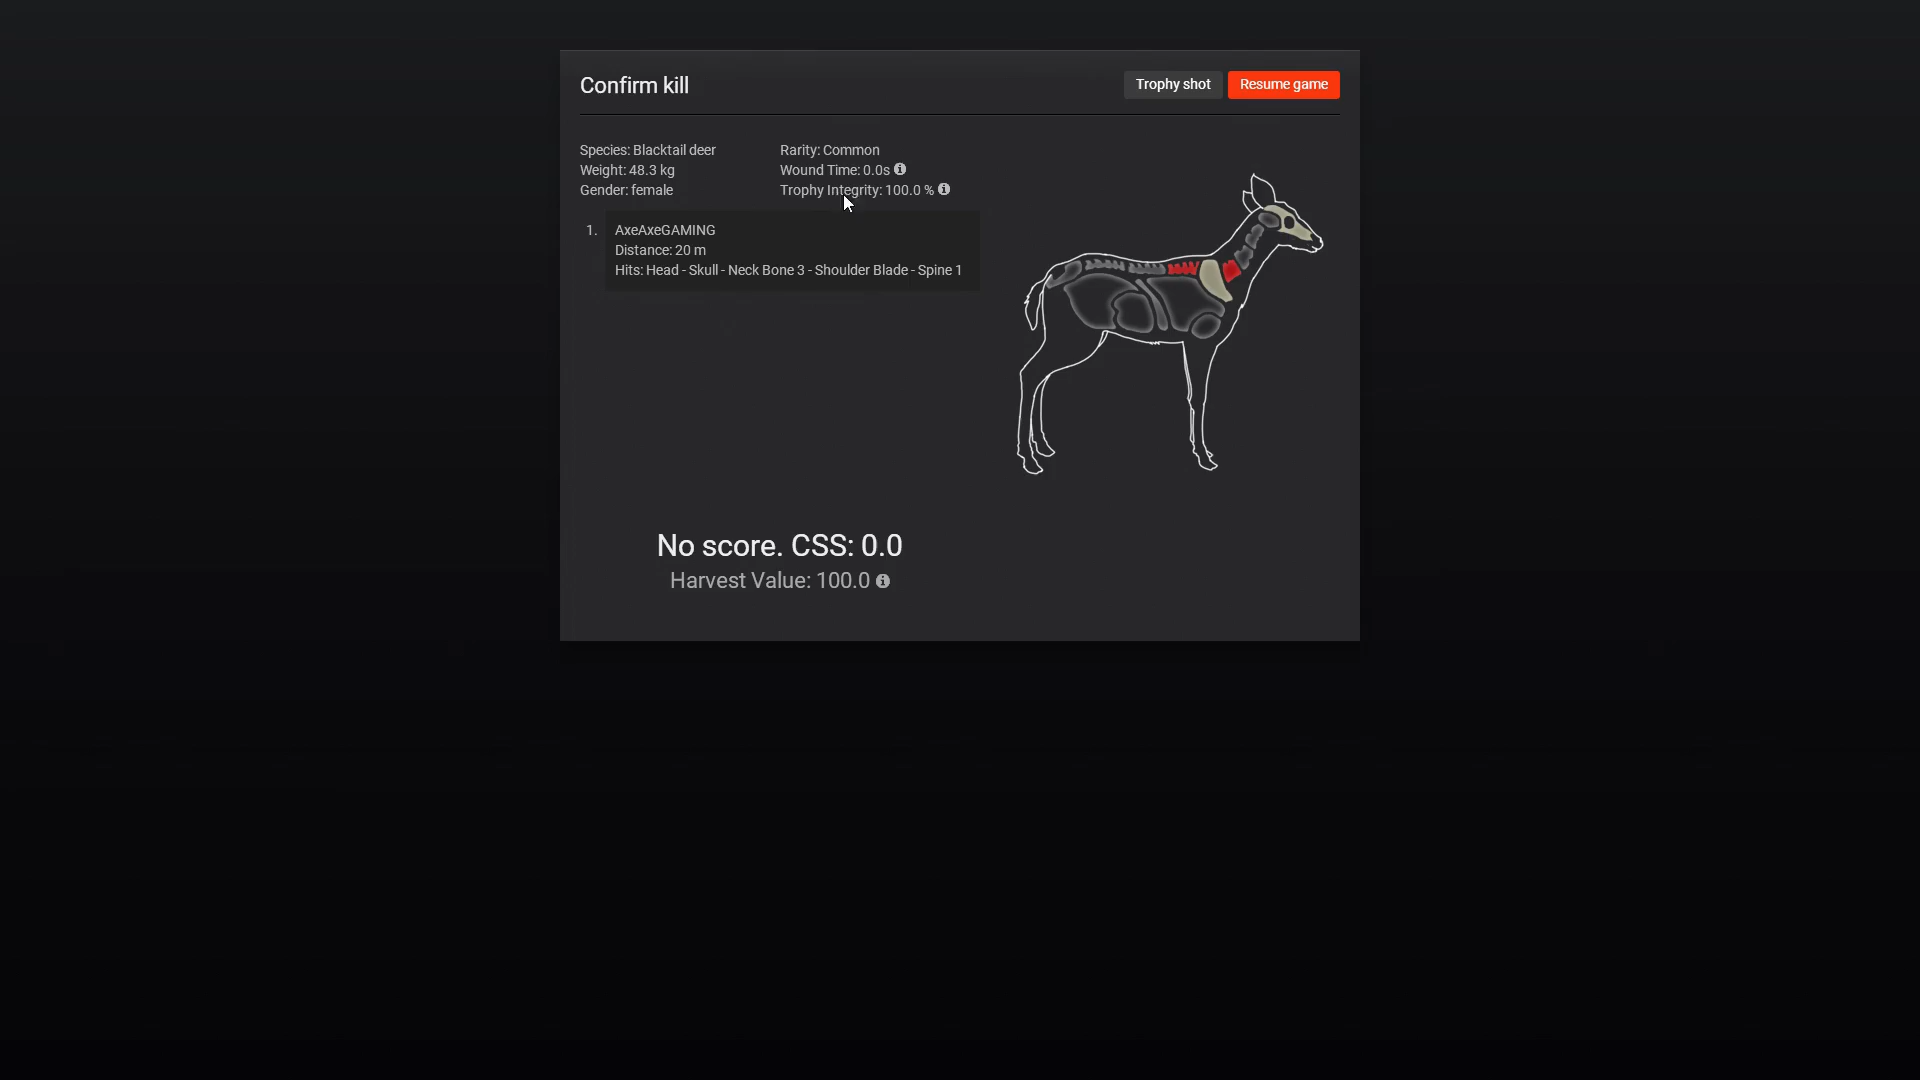 Confirm kill
Trophy shot
Resume game
Species: Blacktail deer
Weight: 48.3 kg
Gender: female
Rarity: Common
Wound Time: 0.0s
Trophy Integrity: 100.0 %
1.
AxeAxeGAMING
Distance: 20 m
Hits: Head - Skull - Neck Bone 3 - Shoulder Blade - Spine 1
No score. CSS: 0.0
Harvest Value: 100.0